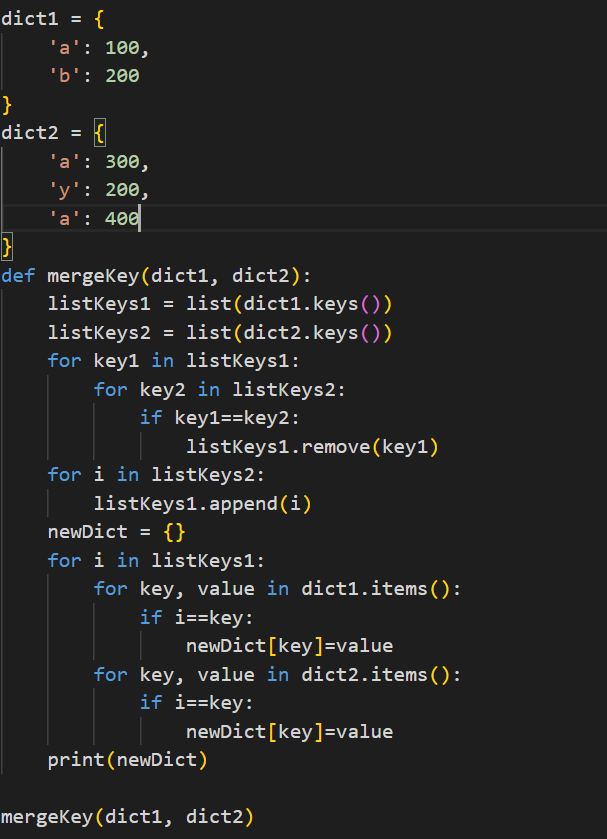 dict1 = {
    'a': 100,
    'b': 200
}
dict2 = {
    'a': 300,
    'y': 200,
    'a': 400
}
def mergeKey(dict1, dict2):
    listKeys1 = list(dict1.keys())
    listKeys2 = list(dict2.keys())
    for key1 in listKeys1:
        for key2 in listKeys2:
            if key1==key2:
                listKeys1.remove(key1)
    for i in listKeys2:
        listKeys1.append(i)
    newDict = {}
    for i in listKeys1:
        for key, value in dict1.items():
            if i==key:
                newDict[key]=value
        for key, value in dict2.items():
            if i==key:
                newDict[key]=value
    print(newDict)

mergeKey(dict1, dict2)